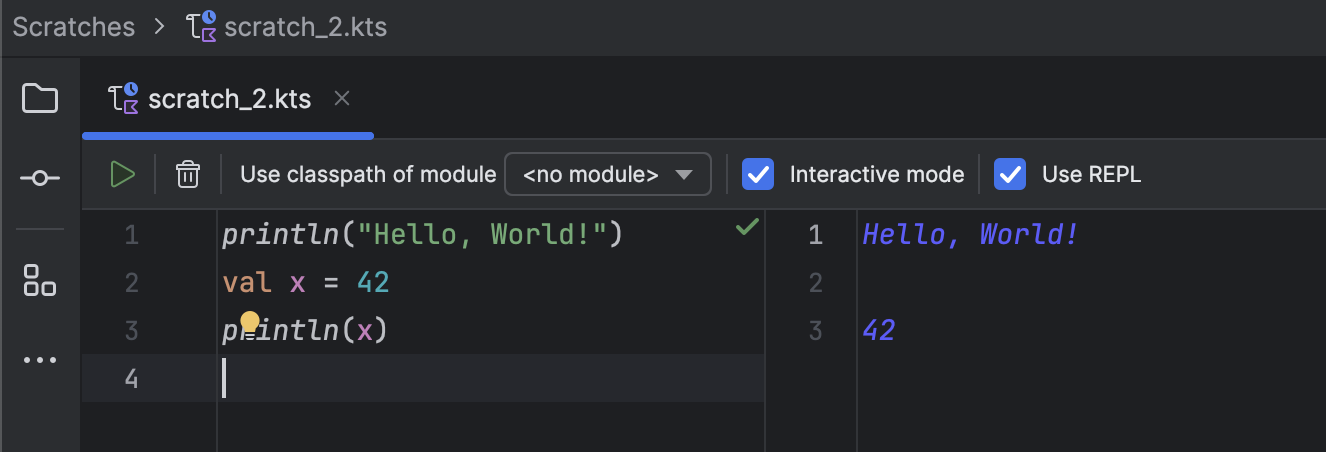 Scratches > scratch_2.kts
scratch_2.kts
Use classpath of module <no module> Interactive mode Use REPL
1 println("Hello, World!") 1 Hello, World!
2 val x = 42 2
3 println(x) 3 42
4